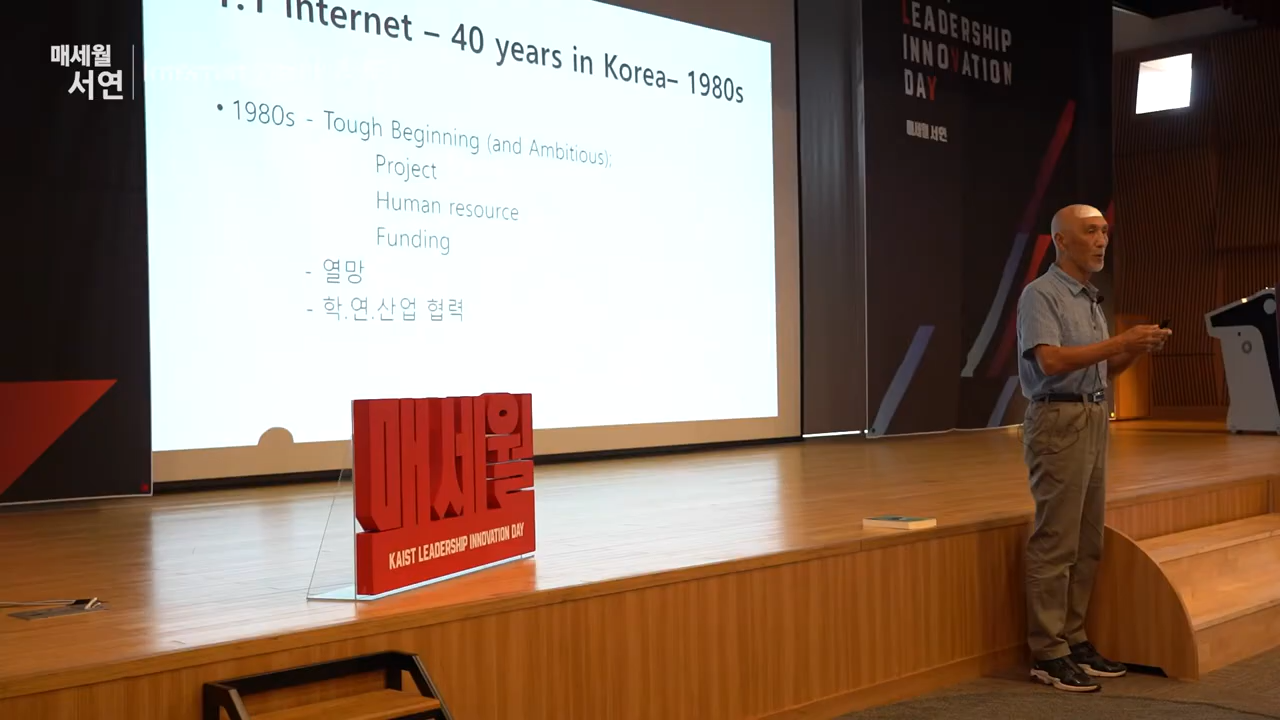 매세월
서연
1.1 Internet – 40 years in Korea– 1980s
• 1980s - Tough Beginning (and Ambitious):
Project
Human resource
Funding
- 열망
- 학.연.산업 협력
LEADERSHIP
INNOVATION
DAY
매세월 서연
매세월
KAIST LEADERSHIP INNOVATION DAY